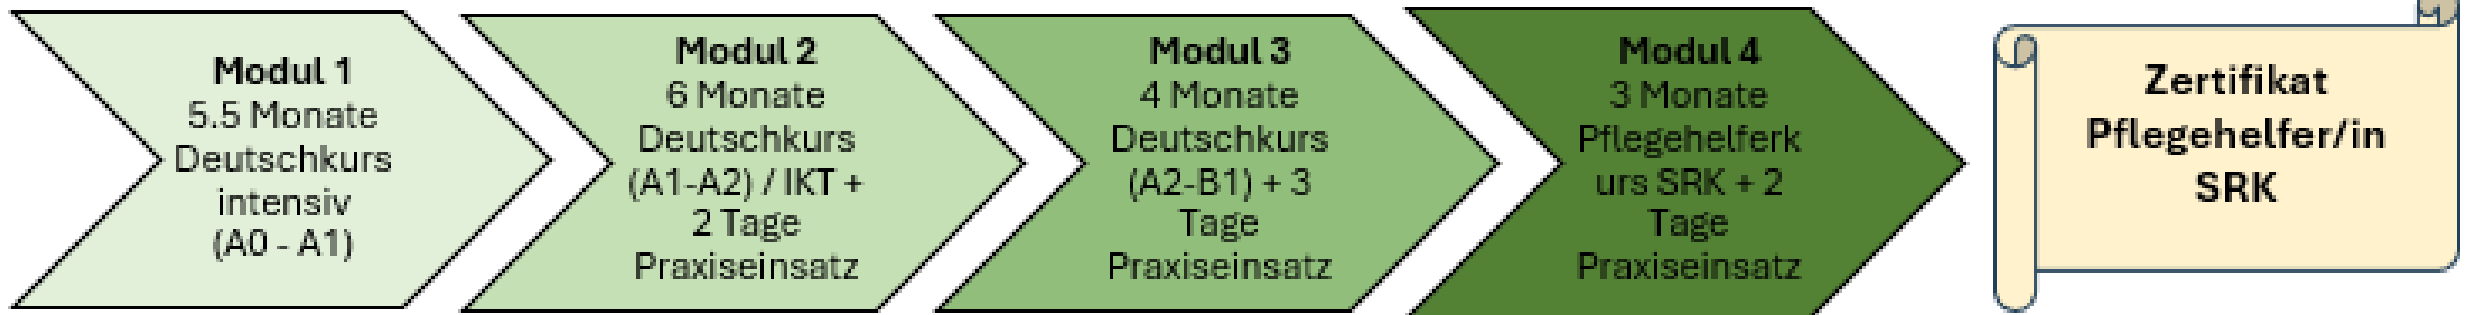 Modul 1
5.5 Monate
Deutschkurs
intensiv
(A0 - A1)
Modul 2
6 Monate
Deutschkurs
(A1-A2) / IKT +
2 Tage
Praxiseinsatz
Modul 3
4 Monate
Deutschkurs
(A2-B1) + 3
Tage
Praxiseinsatz
Modul 4
3 Monate
Pflegehelferk
urs SRK + 2
Tage
Praxiseinsatz
Zertifikat
Pflegehelfer/in
SRK